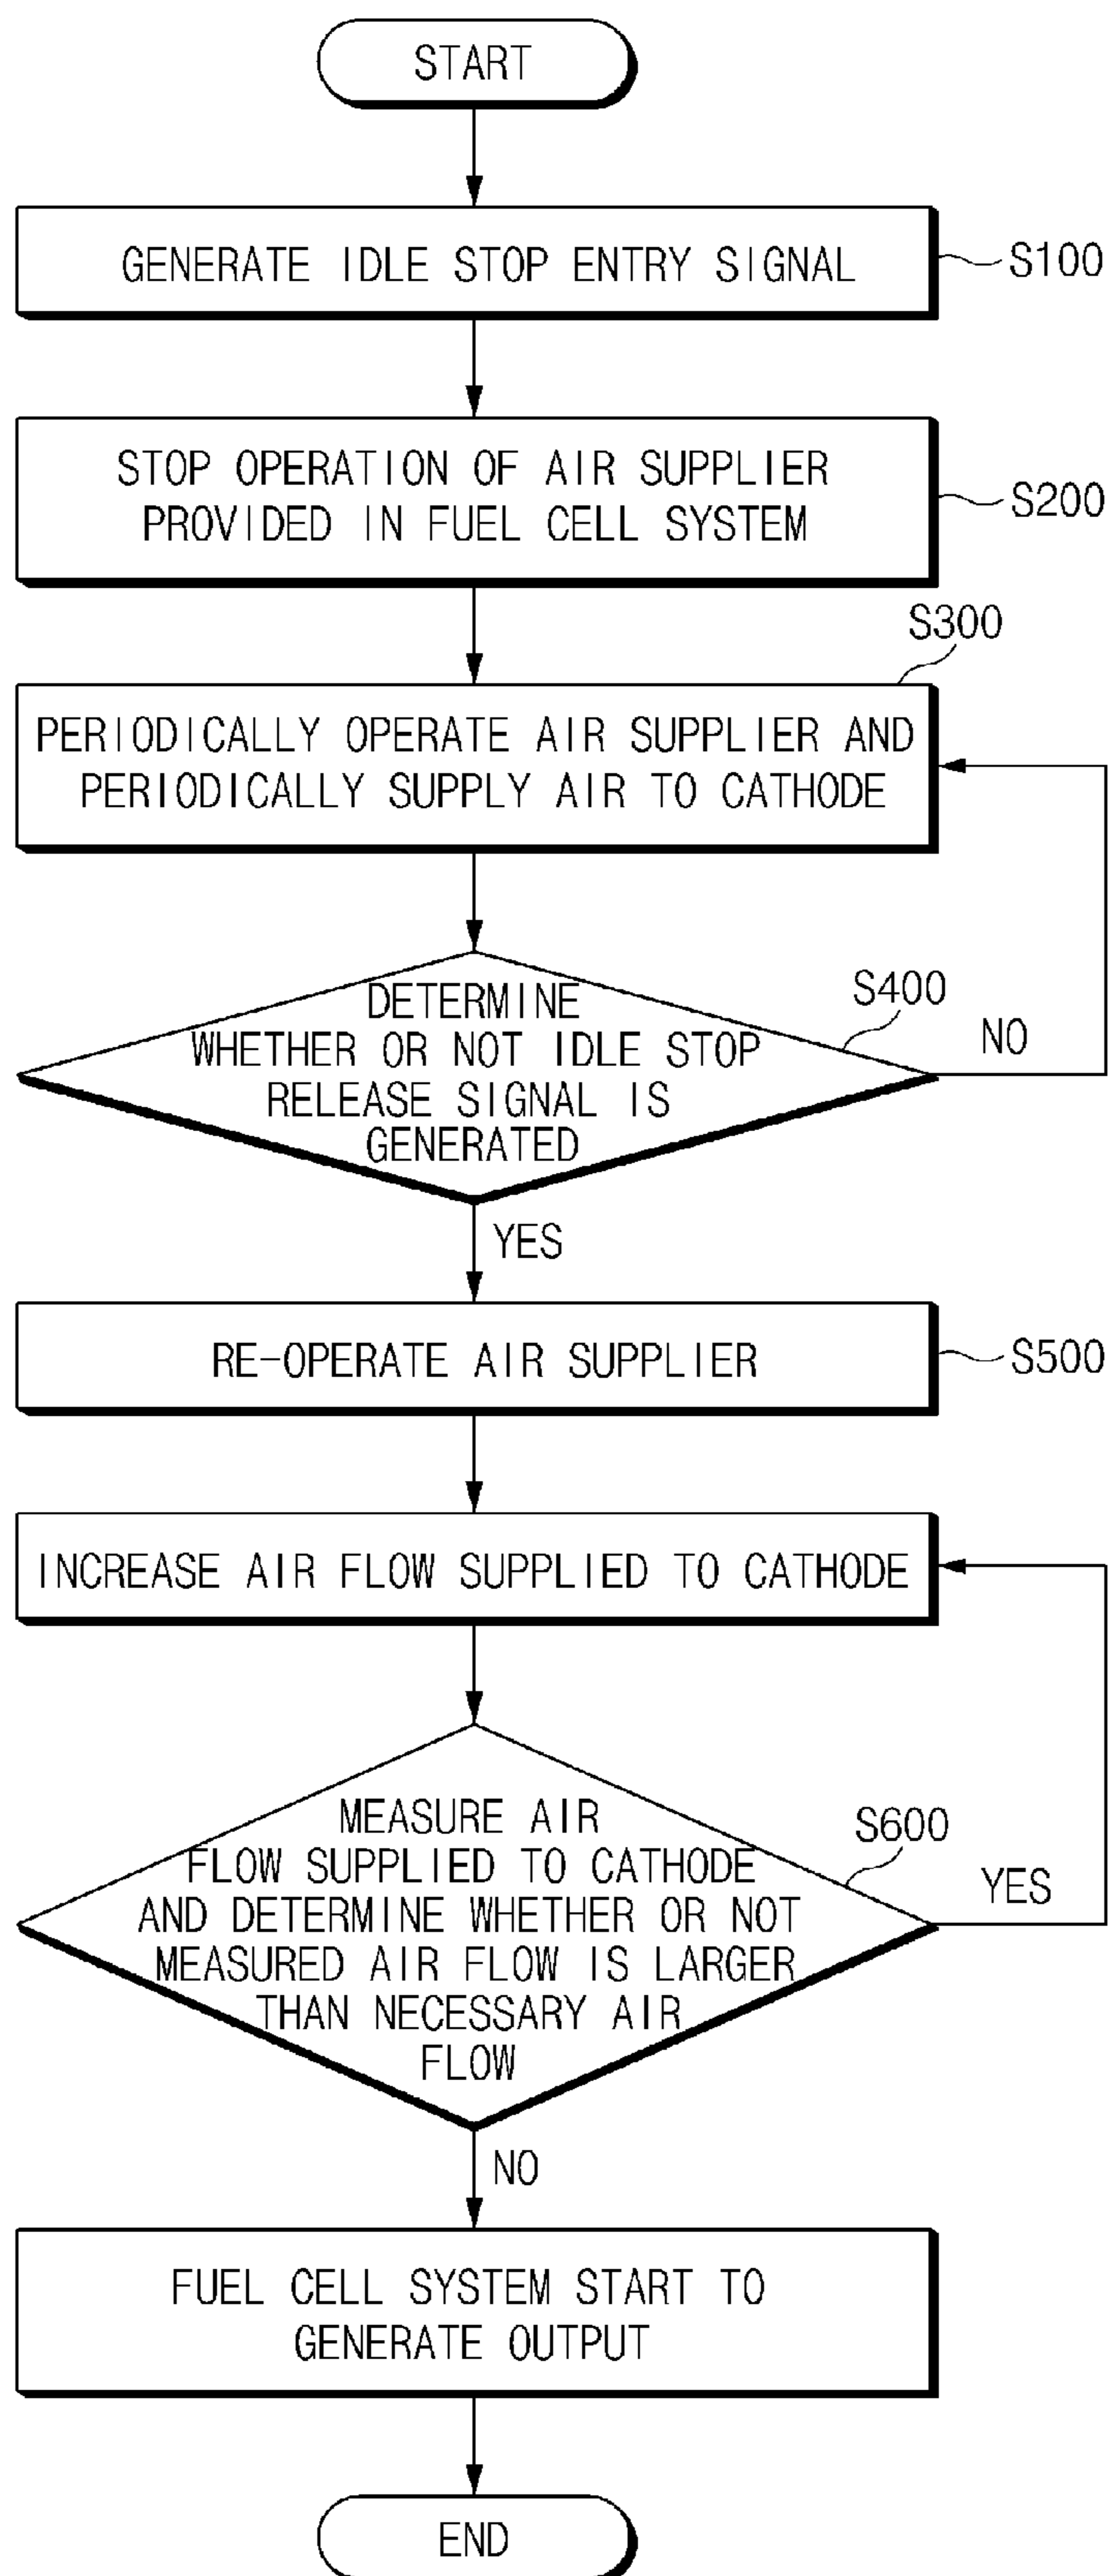 START
GENERATE IDLE STOP ENTRY SIGNAL
S100
STOP OPERATION OF AIR SUPPLIER
PROVIDED IN FUEL CELL SYSTEM
S200
S300
PERIODICALLY OPERATE AIR SUPPLIER AND
PERIODICALLY SUPPLY AIR TO CATHODE
DETERMINE
WHETHER OR NOT IDLE STOP
RELEASE SIGNAL IS
GENERATED
S400
NO
YES
RE-OPERATE AIR SUPPLIER
S500
INCREASE AIR FLOW SUPPLIED TO CATHODE
MEASURE AIR
FLOW SUPPLIED TO CATHODE
AND DETERMINE WHETHER OR NOT
MEASURED AIR FLOW IS LARGER
THAN NECESSARY AIR
FLOW
S600
YES
NO
FUEL CELL SYSTEM START TO
GENERATE OUTPUT
END